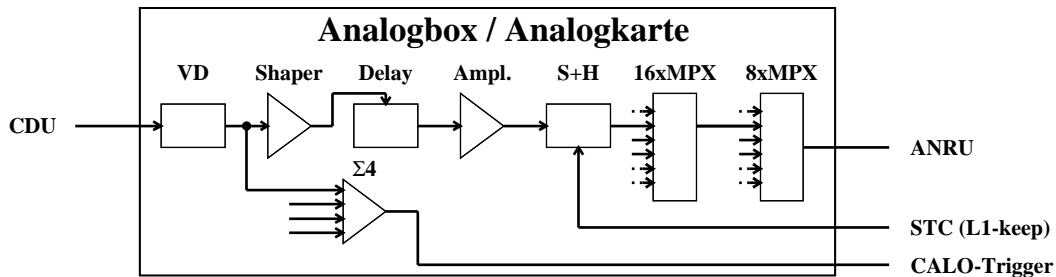 Analogbox / Analogkarte
VD Shaper Delay Ampl. S+H 16xMPX 8xMPX
CDU
ANRU
Σ4
STC (L1-keep)
CALO-Trigger